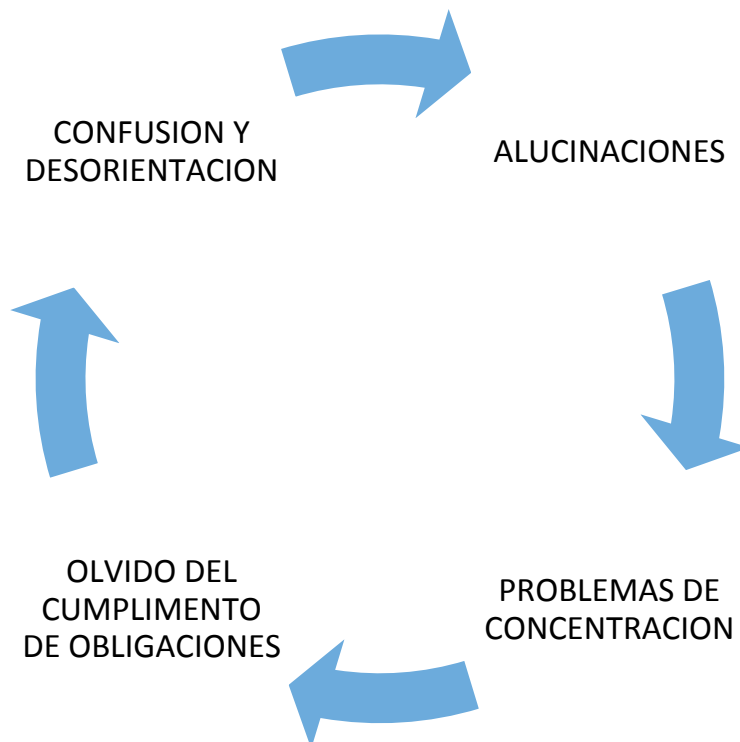 CONFUSION Y
DESORIENTACION
ALUCINACIONES
PROBLEMAS DE
CONCENTRACION
OLVIDO DEL
CUMPLIMENTO
DE OBLIGACIONES